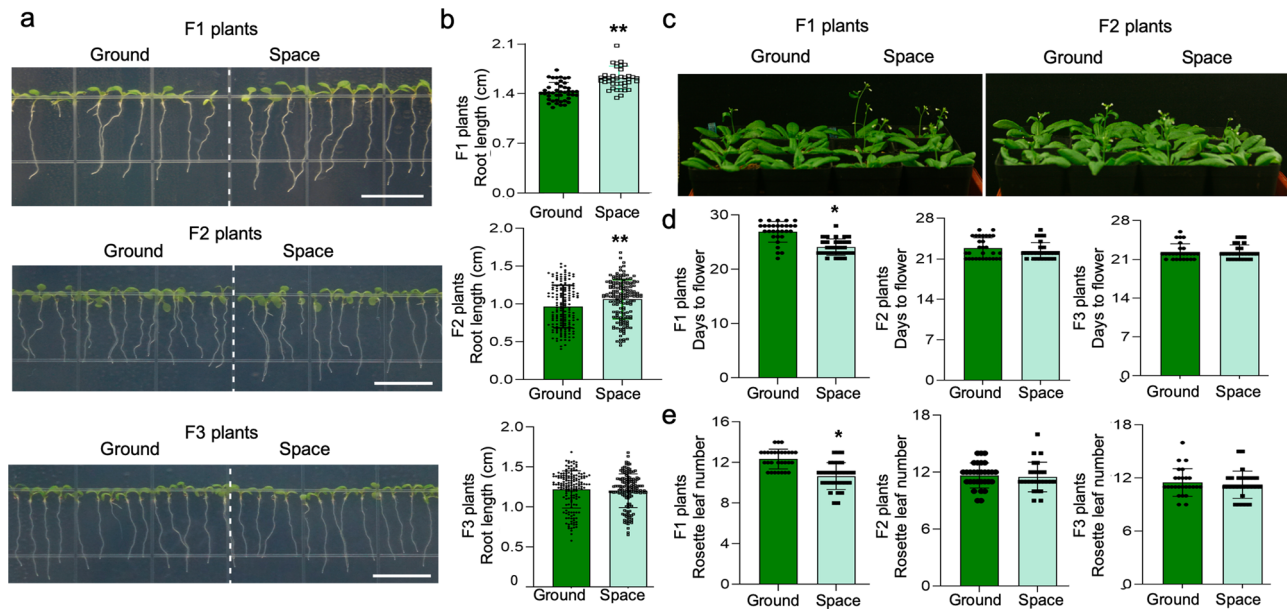 a
F1 plants
Ground Space
F2 plants
Ground Space
F3 plants
Ground Space
b
**
2.1
1.4
0.7
0.0
F1 plants
Root length (cm)
Ground Space
**
2.0
1.5
1.0
0.5
0.0
F2 plants
Root length (cm)
Ground Space
2.0
1.5
1.0
0.5
0
F3 plants
Root length (cm)
Ground Space
c
F1 plants
Ground Space
F2 plants
Ground Space
d
*
30
20
10
0
F1 plants
Days to flower
Ground Space
28
21
14
7
0
F2 plants
Days to flower
Ground Space
28
21
14
7
0
F3 plants
Days to flower
Ground Space
e
*
16
12
8
4
0
F1 plants
Rosette leaf number
Ground Space
18
12
6
0
F2 plants
Rosette leaf number
Ground Space
18
12
6
0
F3 plants
Rosette leaf number
Ground Space